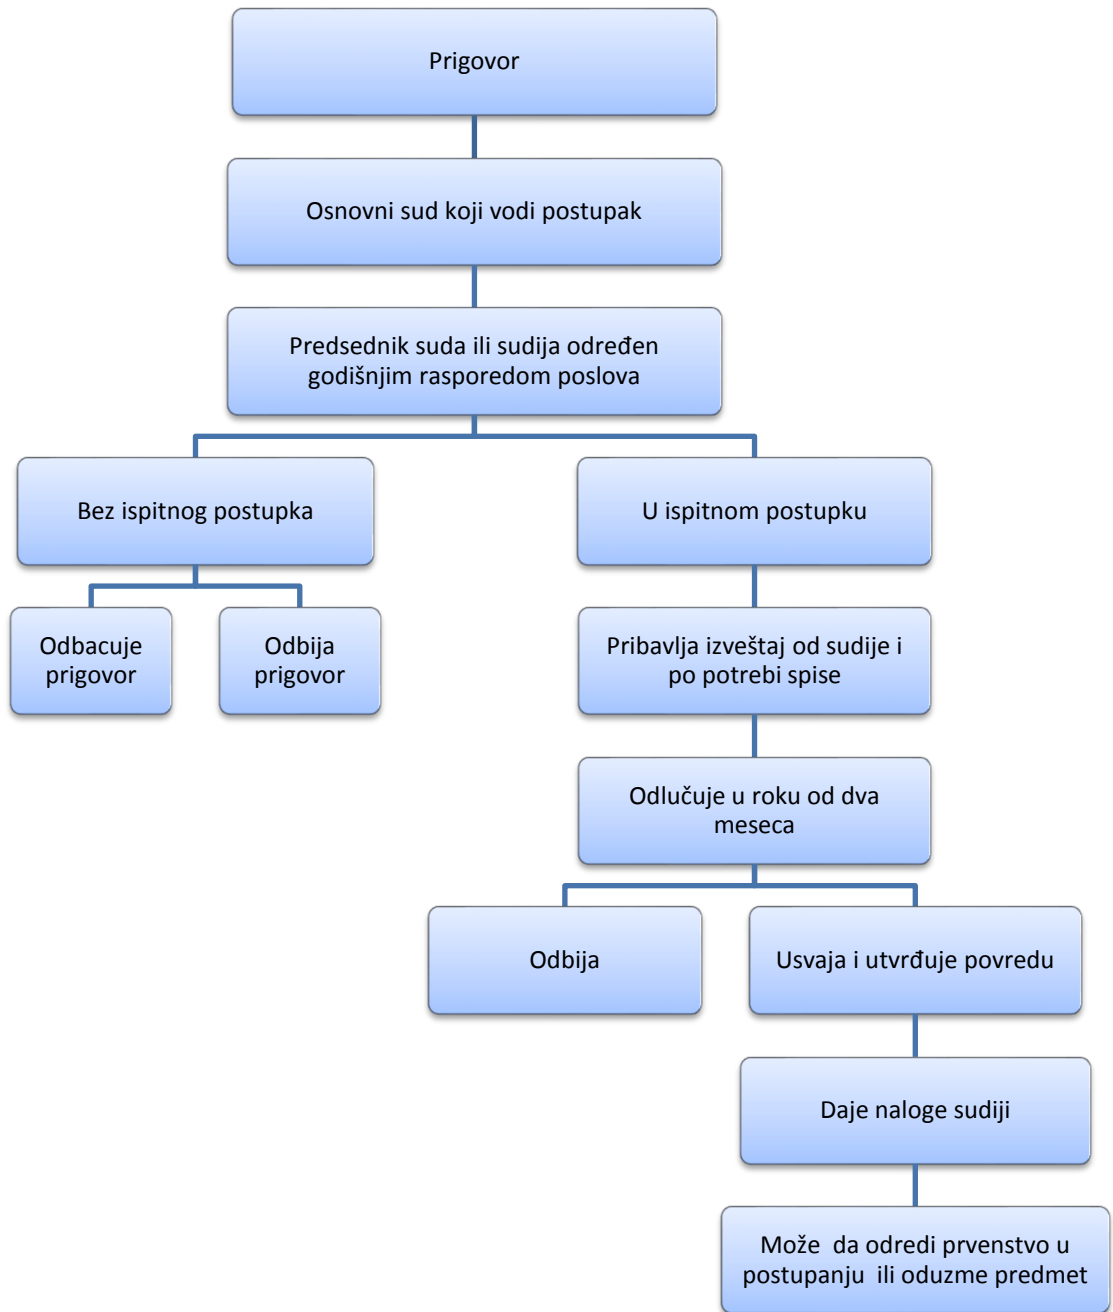 Prigovor
Osnovni sud koji vodi postupak
Predsednik suda ili sudija određen
godišnjim rasporedom poslova
Bez ispitnog postupka
U ispitnom postupku
Odbacuje
prigovor
Odbija
prigovor
Pribavlja izveštaj od sudije i
po potrebi spise
Odlučuje u roku od dva
meseca
Odbija
Usvaja i utvrđuje povredu
Daje naloge sudiji
Može  da odredi prvenstvo u
postupanju  ili oduzme predmet